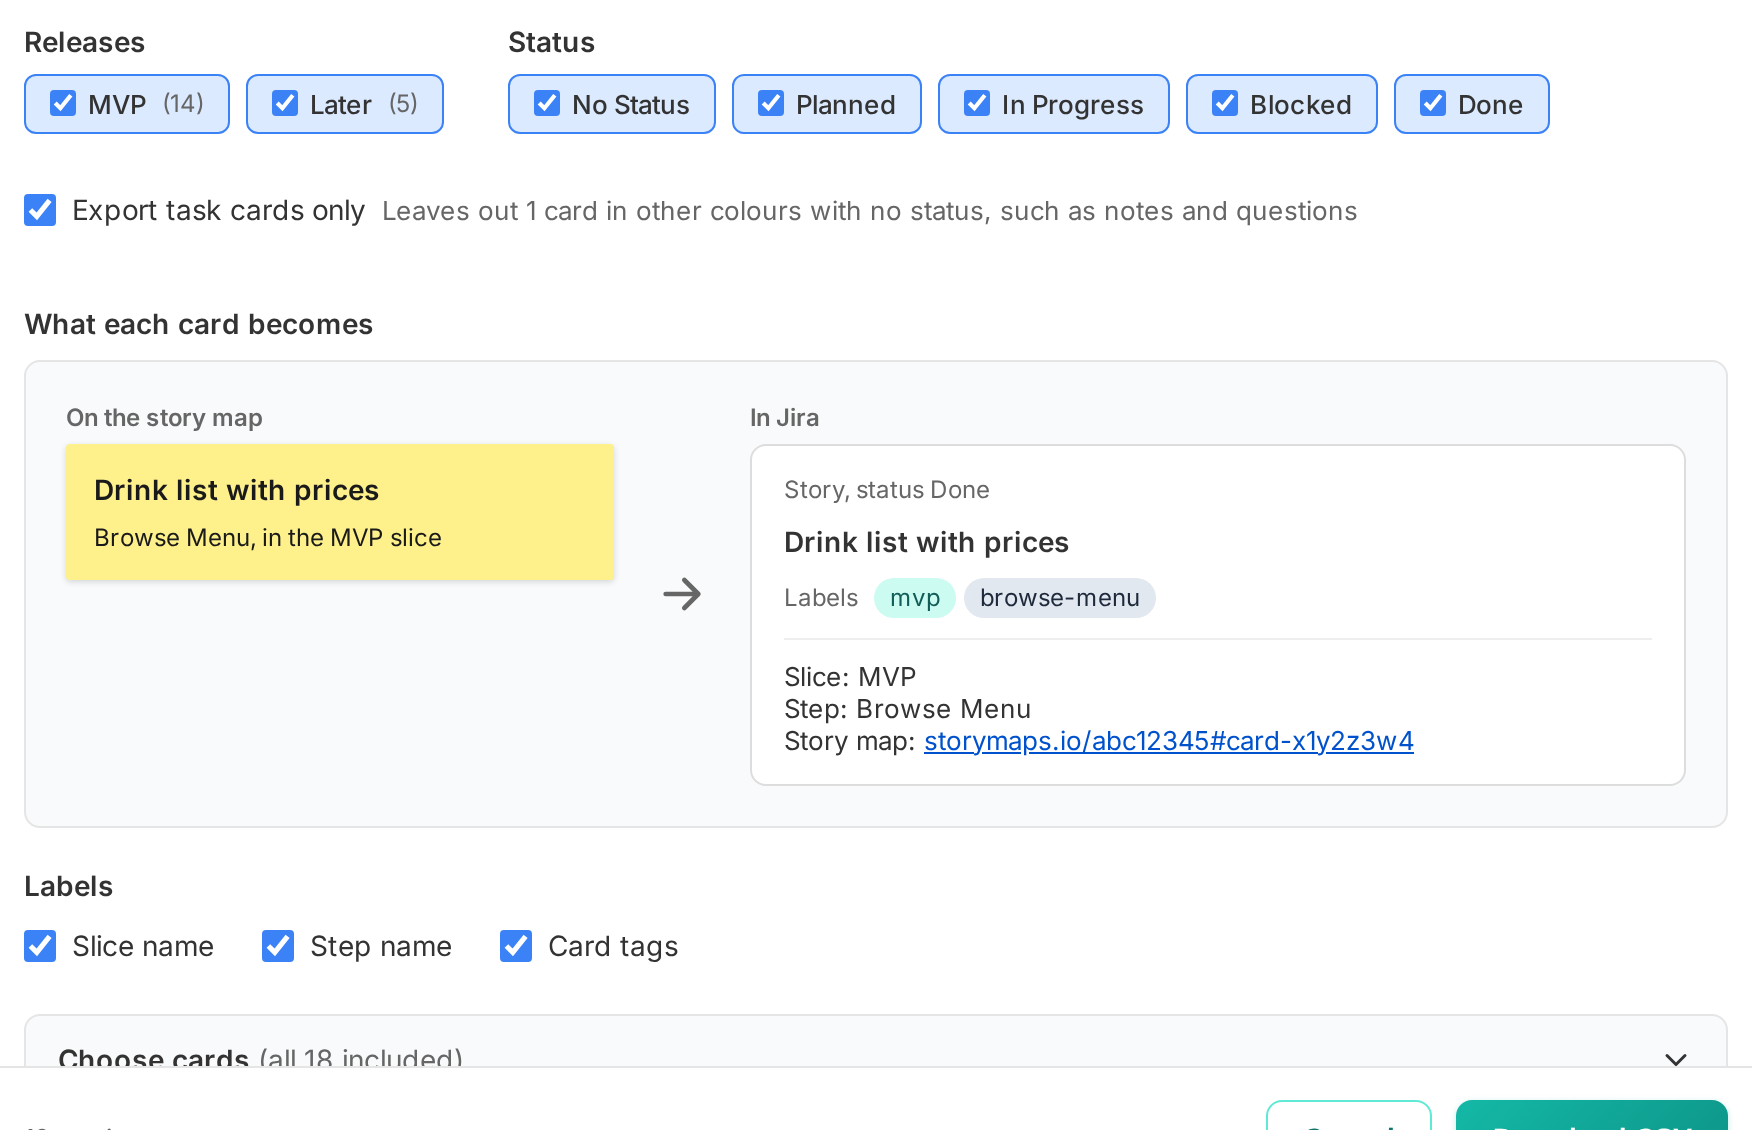 Releases
Status
MVP (14)
Later (5)
No Status
Planned
In Progress
Blocked
Done
Export task cards only Leaves out 1 card in other colours with no status, such as notes and questions
What each card becomes
On the story map
In Jira
Drink list with prices
Browse Menu, in the MVP slice
Story, status Done
Drink list with prices
Labels mvp browse-menu
Slice: MVP
Step: Browse Menu
Story map: storymaps.io/abc12345#card-x1y2z3w4
Labels
Slice name
Step name
Card tags
Choose cards (all 18 included)